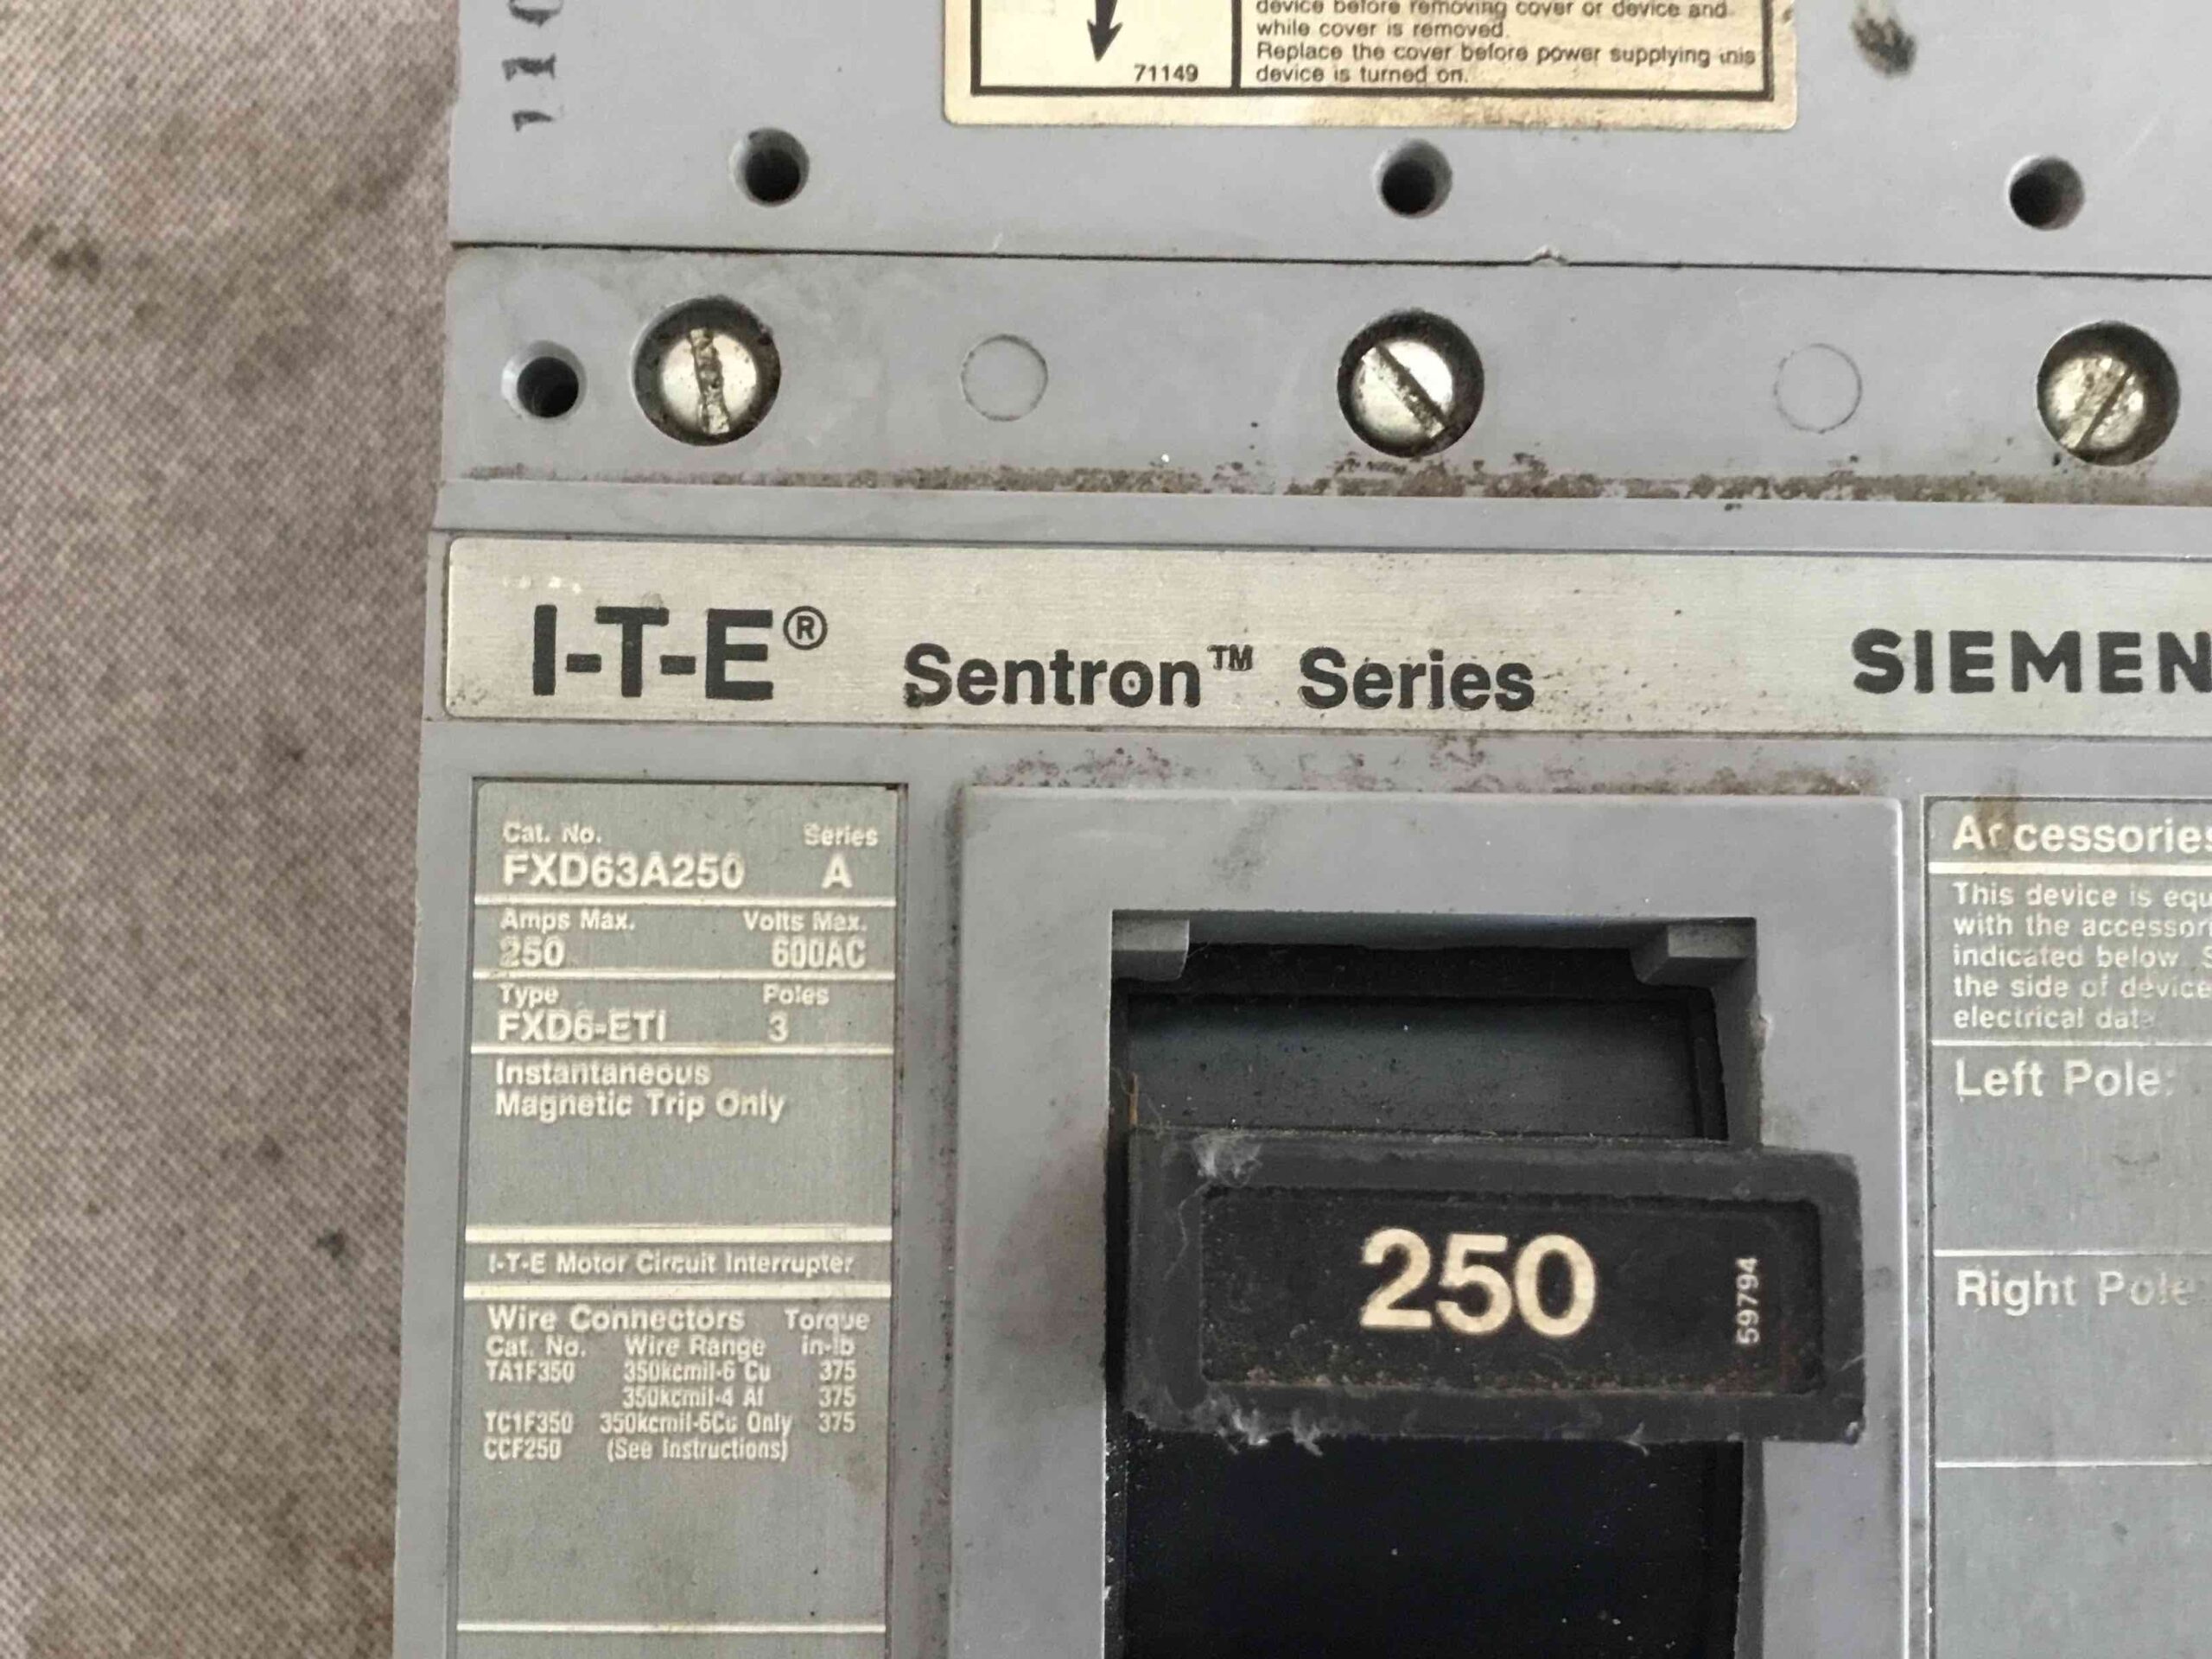 110
device before removing cover or device and
while cover is removed.
Replace the cover before power supplying this
device is turned on.
71149
I-T-E® Sentron™ Series SIEMEN
Cat. No. Series
FXD63A250 A
Amps Max. Volts Max.
250 600AC
Type Poles
FXD6-ETI 3
Instantaneous
Magnetic Trip Only
I-T-E Motor Circuit Interrupter
Wire Connectors Torque
Cat. No. Wire Range in-lb
TA1F350 350kcmil-6 Cu 375
350kcmil-4 Al 375
TC1F350 350kcmil-6Cu Only 375
CCF250 (See Instructions)
250
59794
Accessories
This device is equ
with the accessor
indicated below. S
the side of device
electrical data
Left Pole:
Right Pole